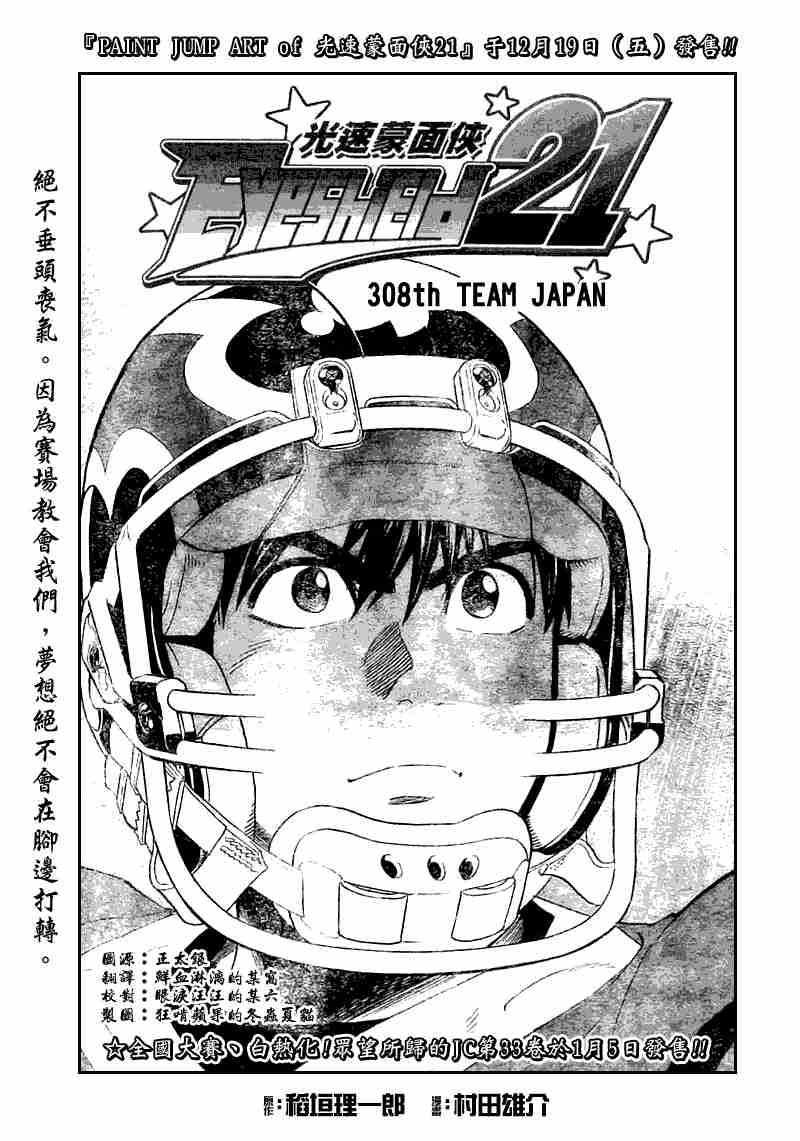 『PAINT JUMP ART of 光速蒙面俠21』于12月19日（五）發售!!
光速蒙面俠
EYESHIELD 21
308th TEAM JAPAN
絕不垂頭喪氣。因為賽場教會我們，夢想絕不會在腳邊打轉。
圖源：正太銀
翻譯：鮮血淋漓的某窩
校對：眼淚汪汪的某六
製圖：狂啃蘋果的冬蟲夏貓
☆全國大賽、白熱化!眾望所歸的JC第33卷於1月5日發售!!
原作：稻垣理一郎 漫畫：村田雄介